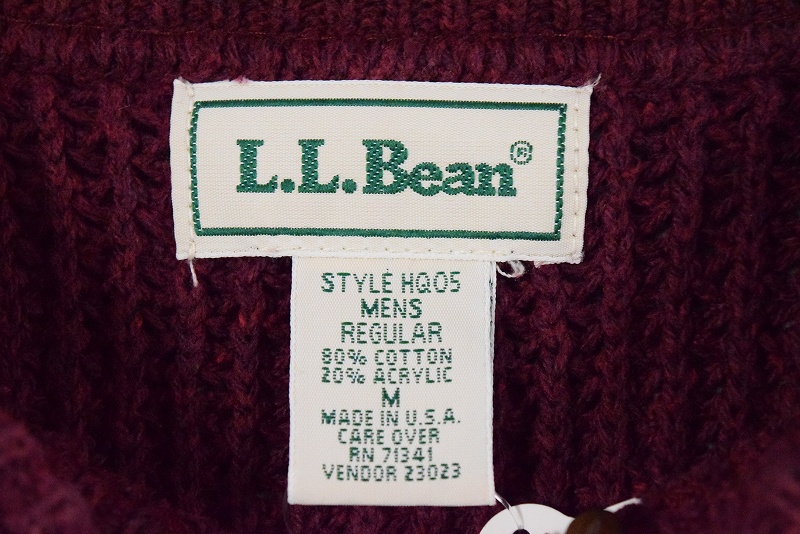 L.L.Bean®
STYLE HQ05
MENS
REGULAR
80% COTTON
20% ACRYLIC
M
MADE IN U.S.A.
CARE OVER
RN 71341
VENDOR 23023